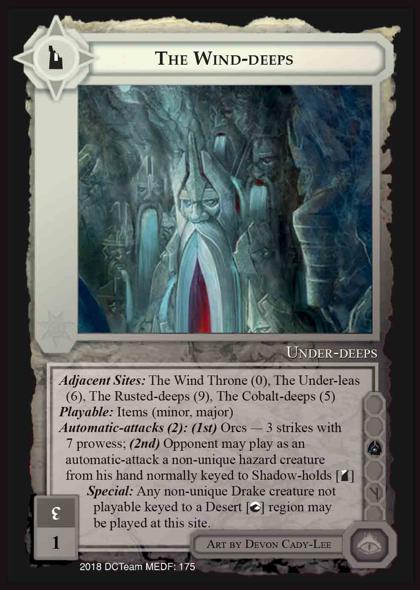 The Wind-deeps
Under-deeps
Adjacent Sites: The Wind Throne (0), The Under-leas
(6), The Rusted-deeps (9), The Cobalt-deeps (5)
Playable: Items (minor, major)
Automatic-attacks (2): (1st) Orcs — 3 strikes with
7 prowess; (2nd) Opponent may play as an
automatic-attack a non-unique hazard creature
from his hand normally keyed to Shadow-holds []
Special: Any non-unique Drake creature not
playable keyed to a Desert [] region may
be played at this site.
1
Art by Devon Cady-Lee
2018 DCTeam MEDF: 175